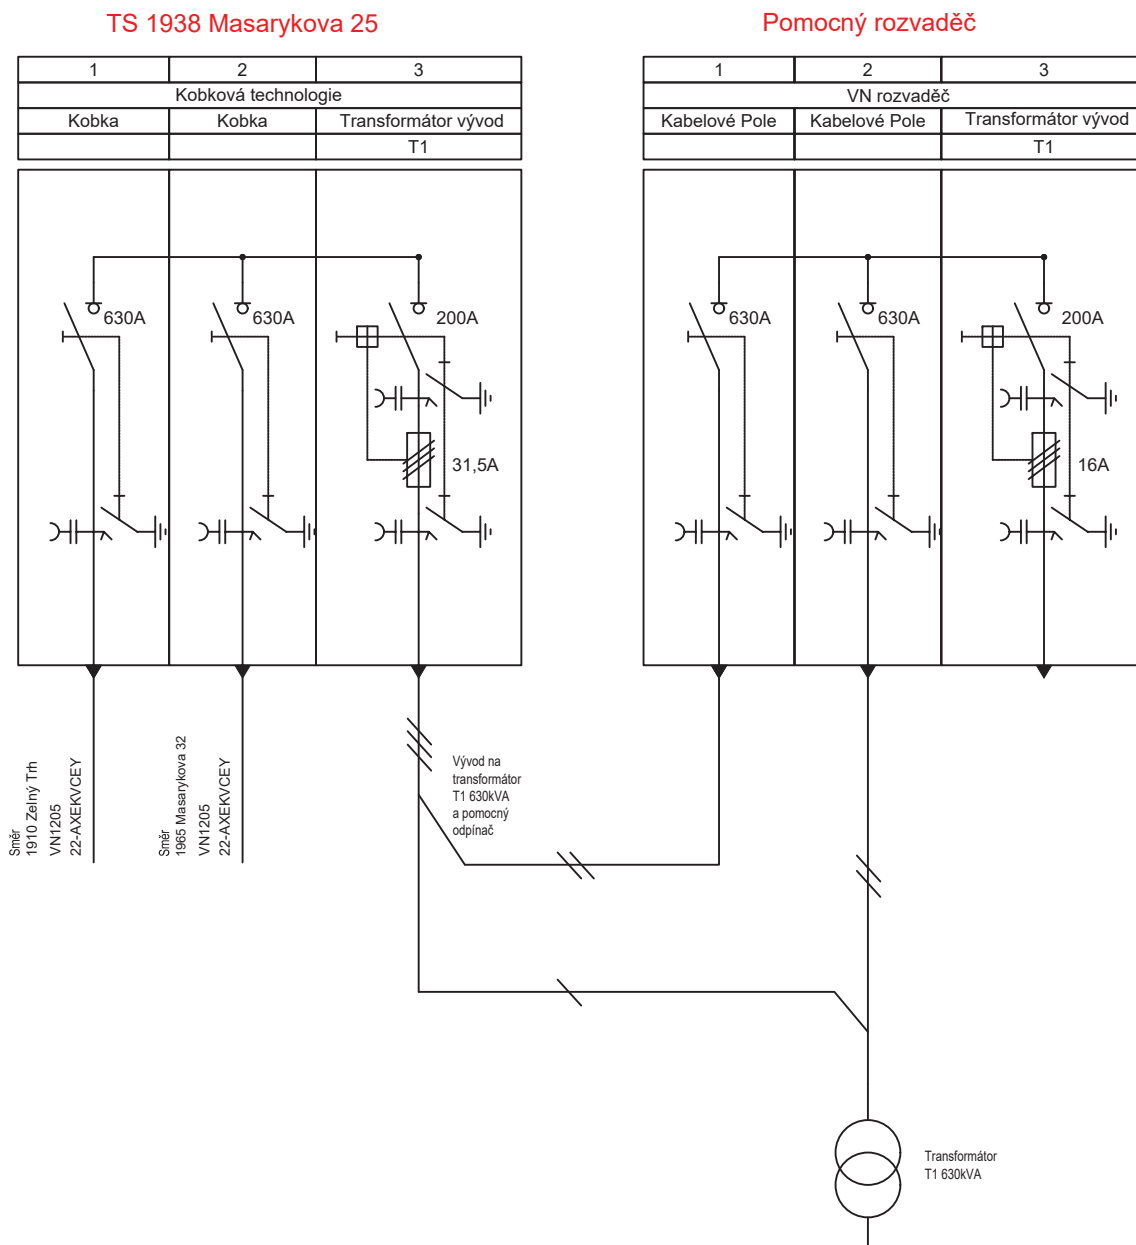 TS 1938 Masarykova 25
Pomocný rozvaděč
1 2 3
Kobková technologie
Kobka Kobka Transformátor vývod
T1
1 2 3
VN rozvaděč
Kabelové Pole Kabelové Pole Transformátor vývod
T1
630A 630A 200A
31,5A
630A 630A 200A
16A
Směr
1910 Zelný Trh
VN1205
22-AXEKVCEY
Směr
1965 Masarykova 32
VN1205
22-AXEKVCEY
Vývod na
transformátor
T1 630kVA
a pomocný
odpínač
Transformátor
T1 630kVA